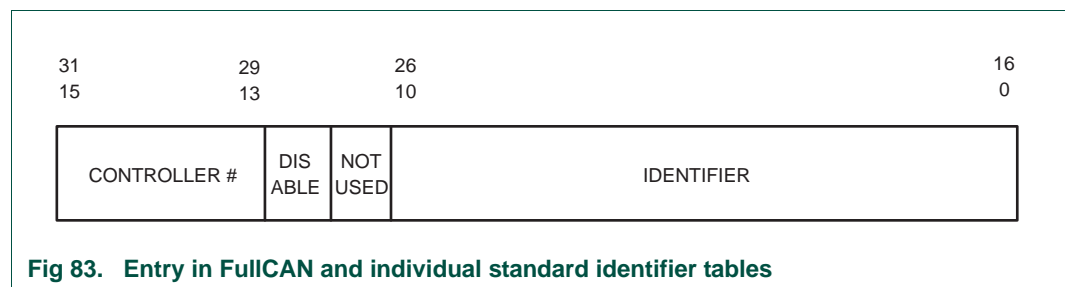 31 29 26 16
15 13 10 0
CONTROLLER #
DIS
ABLE
NOT
USED
IDENTIFIER
Fig 83. Entry in FullCAN and individual standard identifier tables